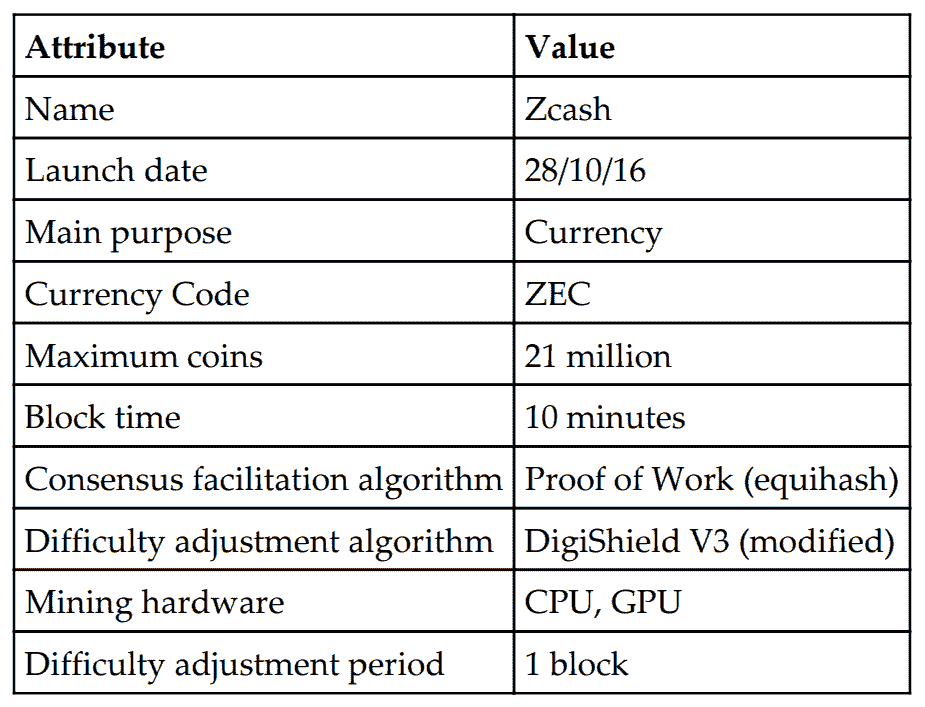 Attribute Value
Name Zcash
Launch date 28/10/16
Main purpose Currency
Currency Code ZEC
Maximum coins 21 million
Block time 10 minutes
Consensus facilitation algorithm Proof of Work (equihash)
Difficulty adjustment algorithm DigiShield V3 (modified)
Mining hardware CPU, GPU
Difficulty adjustment period 1 block